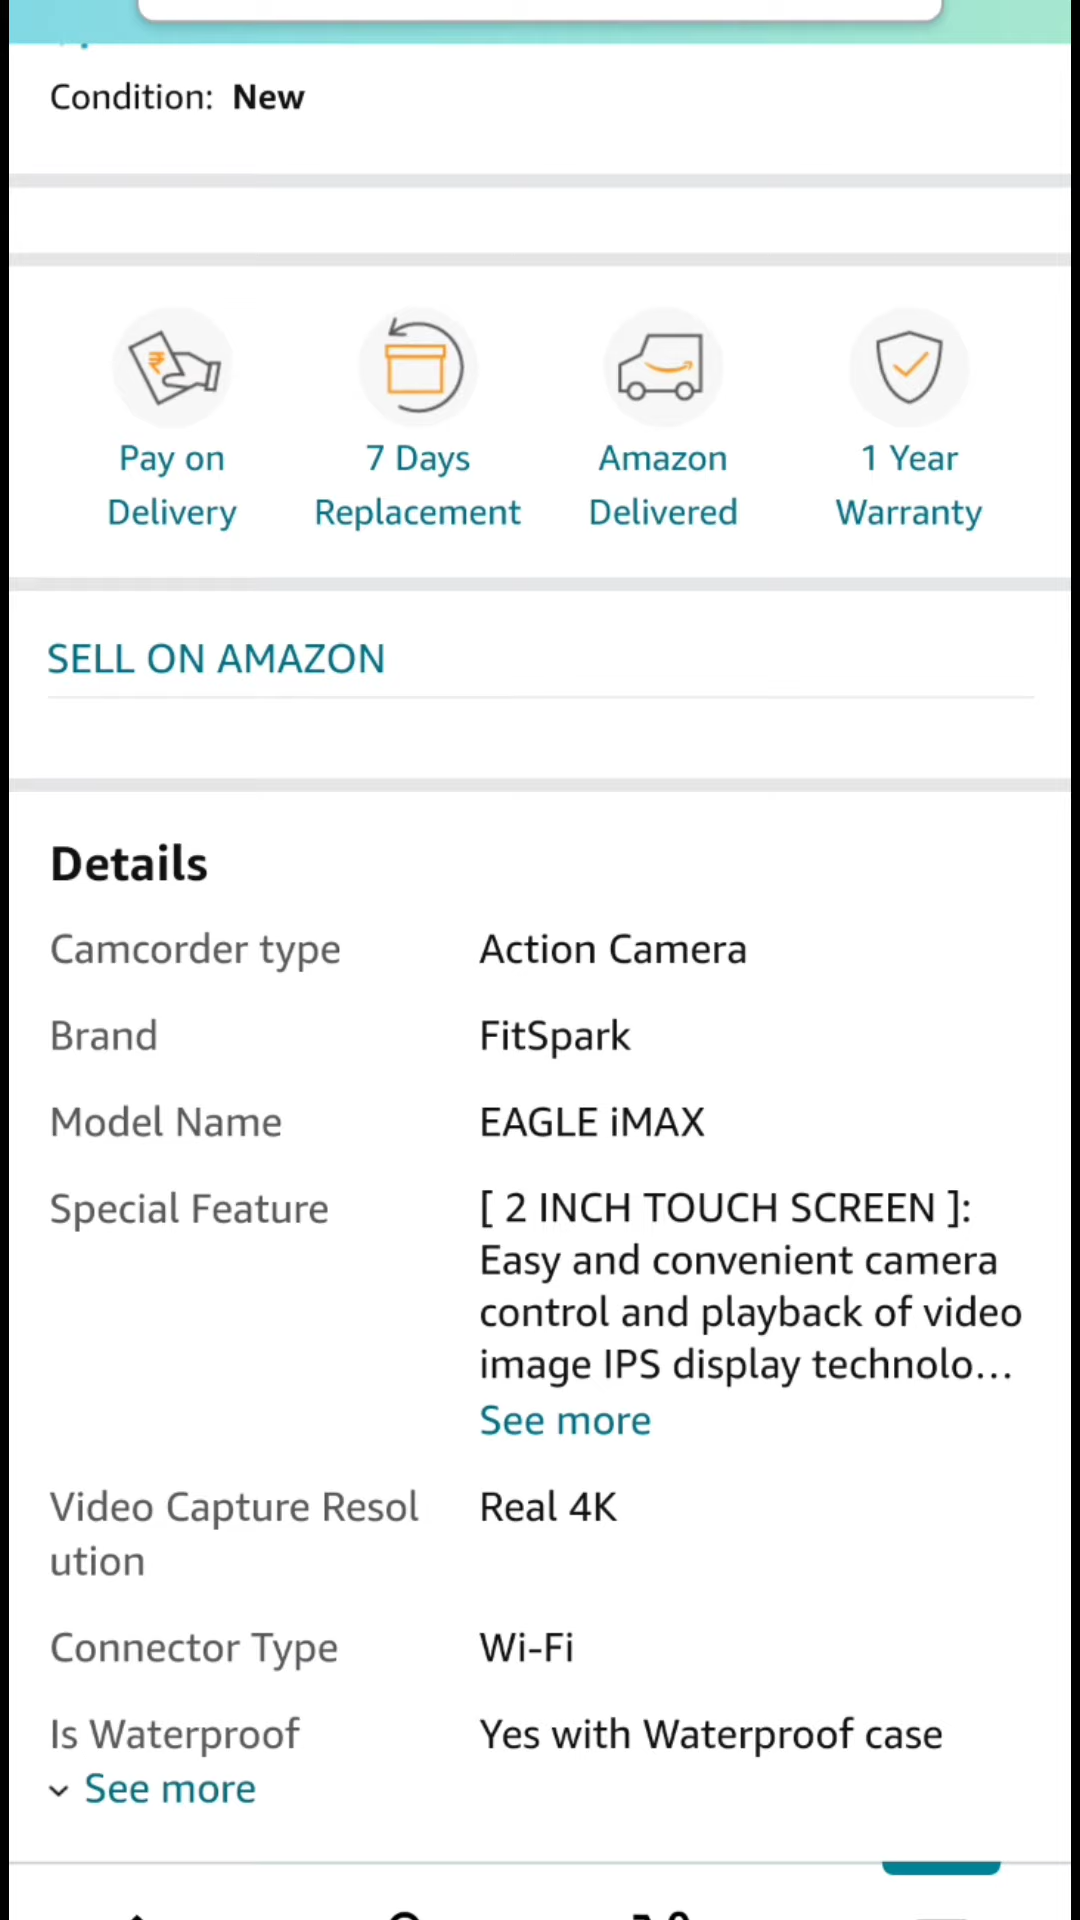 Condition: New
Pay on
Delivery
7 Days
Replacement
Amazon
Delivered
1 Year
Warranty
SELL ON AMAZON
Details
Camcorder type Action Camera
Brand FitSpark
Model Name EAGLE iMAX
Special Feature [ 2 INCH TOUCH SCREEN ]:
Easy and convenient camera
control and playback of video
image IPS display technolo...
See more
Video Capture Resol Real 4K
ution
Connector Type Wi-Fi
Is Waterproof Yes with Waterproof case
See more